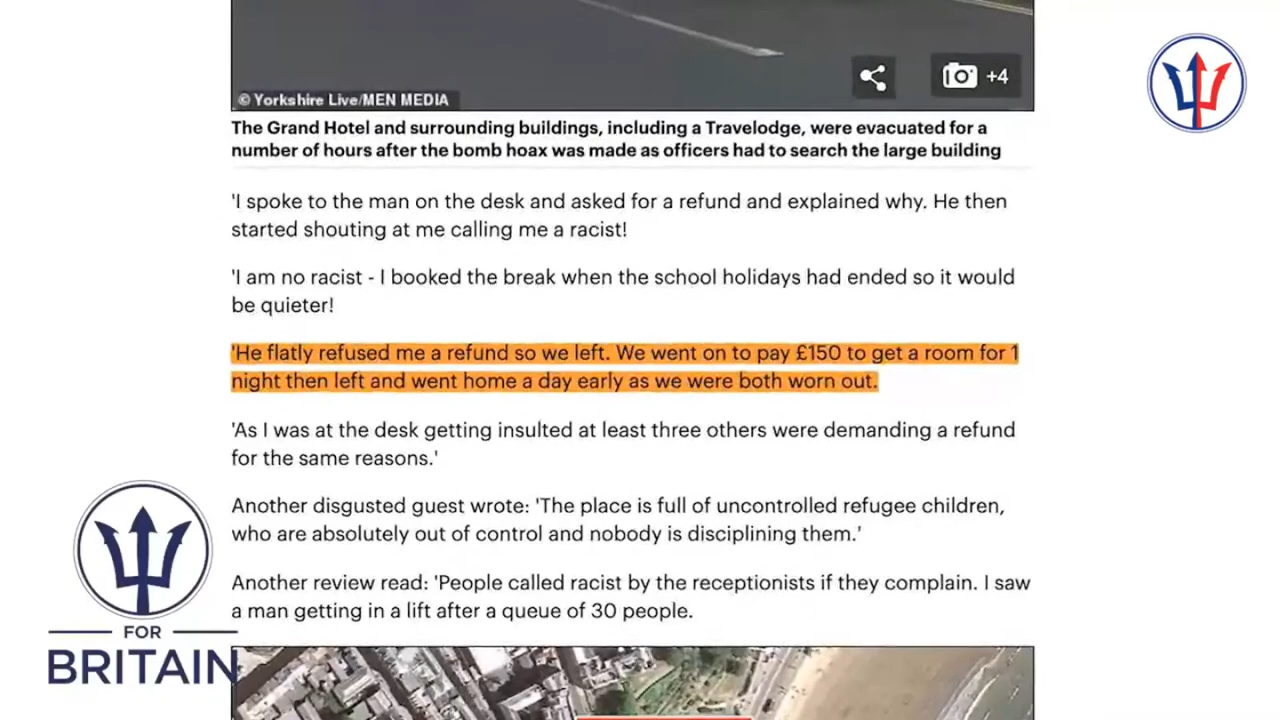 © Yorkshire Live/MEN MEDIA
+4
The Grand Hotel and surrounding buildings, including a Travelodge, were evacuated for a
number of hours after the bomb hoax was made as officers had to search the large building
'I spoke to the man on the desk and asked for a refund and explained why. He then
started shouting at me calling me a racist!
'I am no racist - I booked the break when the school holidays had ended so it would
be quieter!
'He flatly refused me a refund so we left. We went on to pay £150 to get a room for 1
night then left and went home a day early as we were both worn out.
'As I was at the desk getting insulted at least three others were demanding a refund
for the same reasons.'
Another disgusted guest wrote: 'The place is full of uncontrolled refugee children,
who are absolutely out of control and nobody is disciplining them.'
Another review read: 'People called racist by the receptionists if they complain. I saw
a man getting in a lift after a queue of 30 people.
FOR
BRITAIN